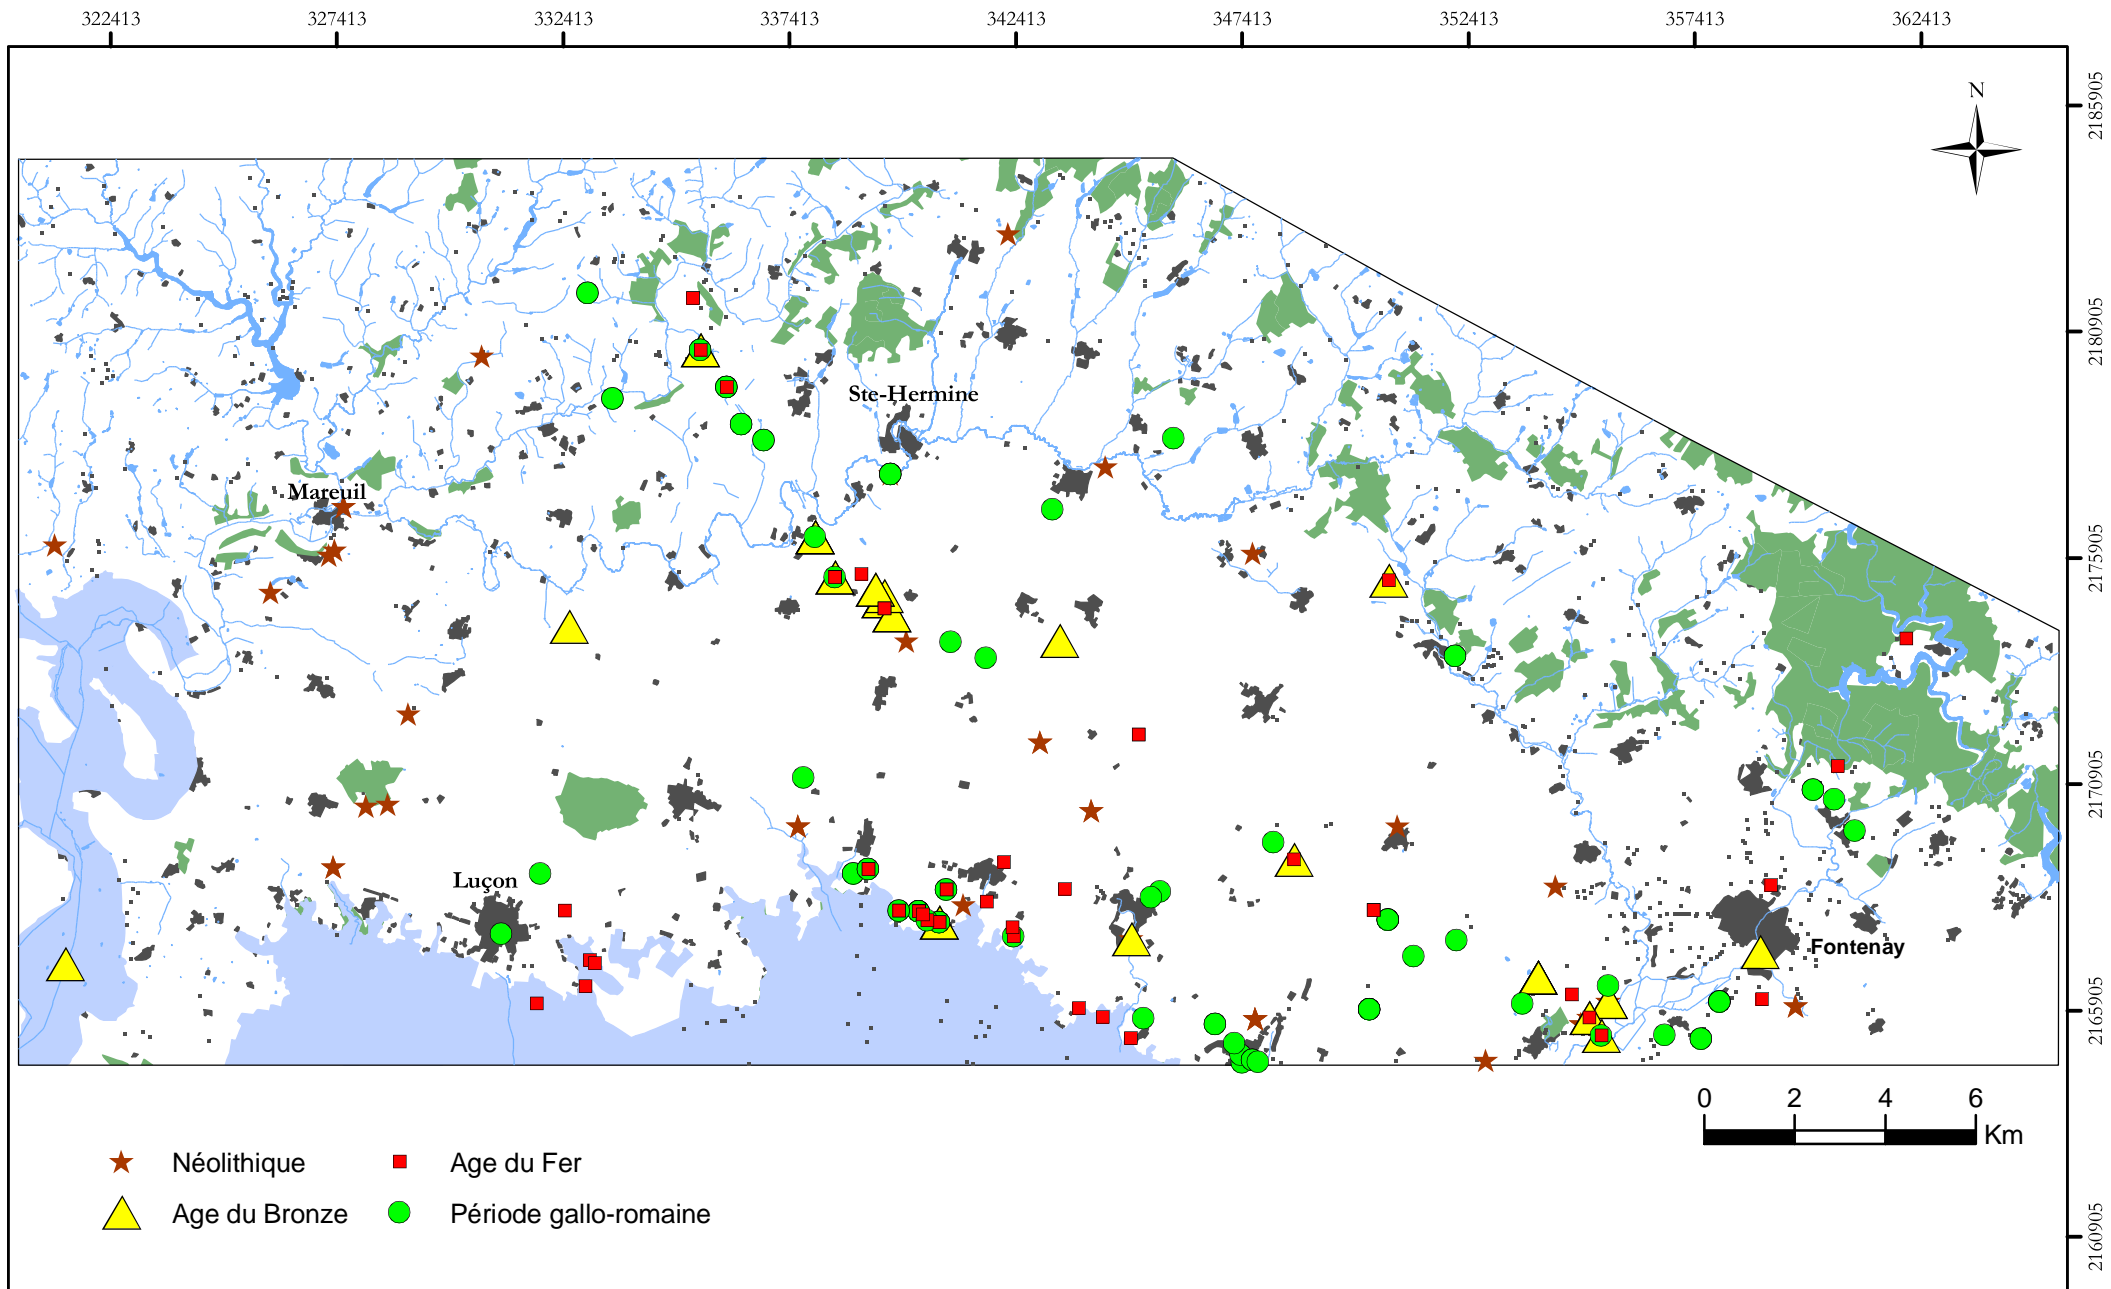 322413 327413 332413 337413 342413 347413 352413 357413 362413
2185905
N
2180905
Ste-Hermine
Mareuil
2175905
2170905
Luçon
Fontenay
2165905
0 2 4 6
Km
Néolithique
Age du Fer
Age du Bronze
Période gallo-romaine
2160905